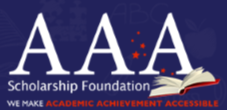 AAA
Scholarship Foundation
WE MAKE ACADEMIC ACHIEVEMENT ACCESSIBLE